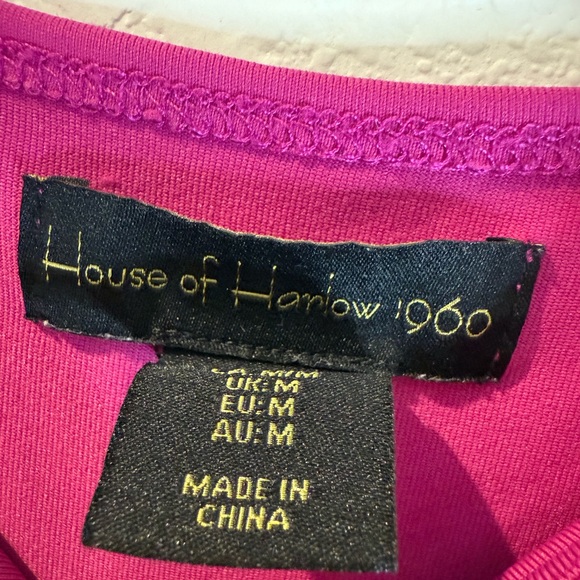 House of Harlow 1960
UK: M
EU: M
AU: M
MADE IN
CHINA